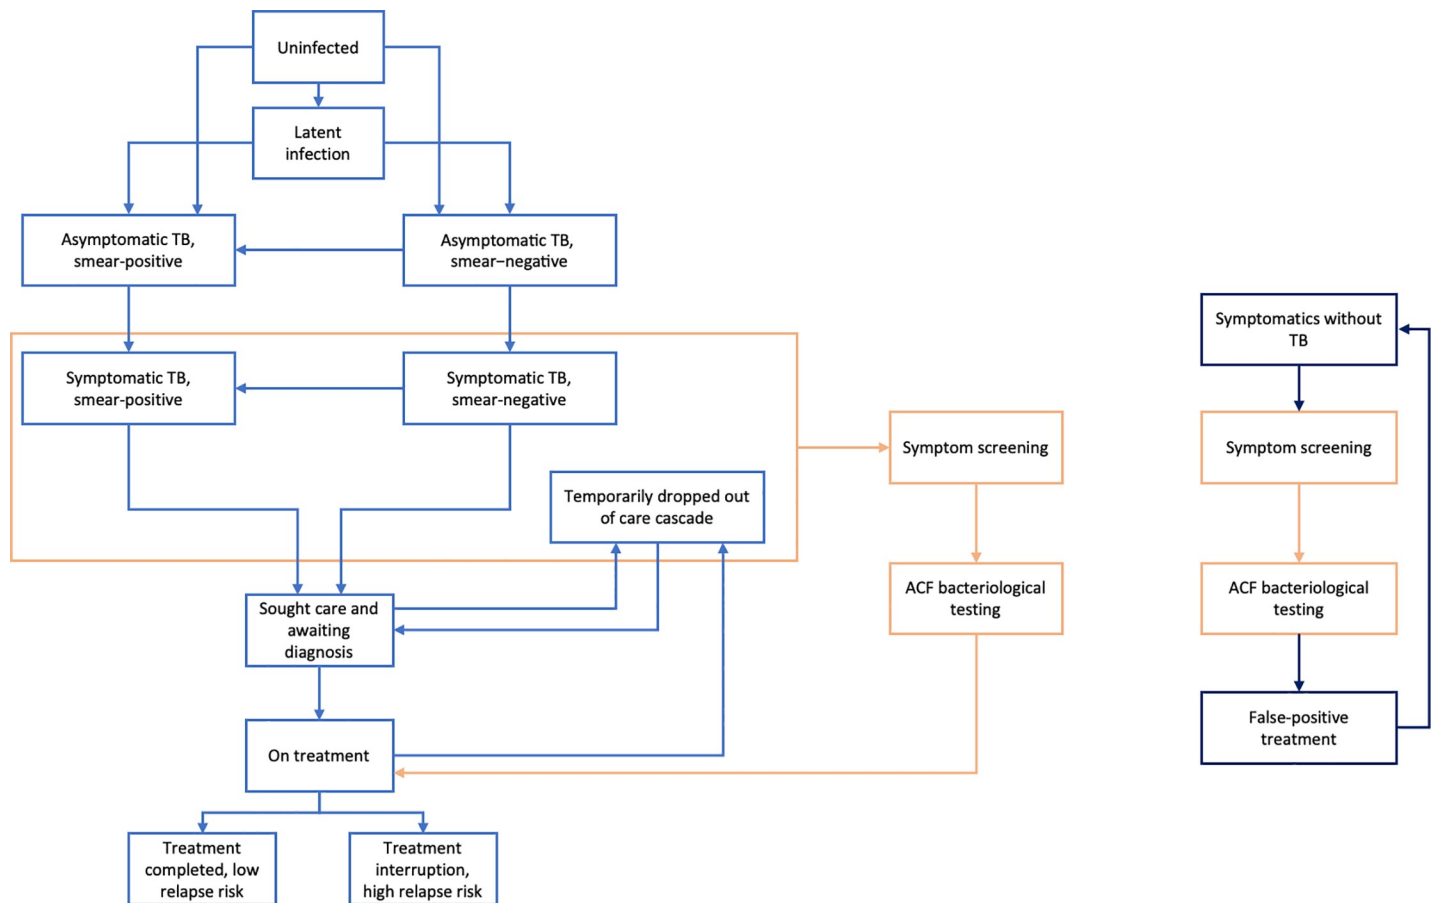 Uninfected
Latent
infection
Asymptomatic TB,
smear-positive
Asymptomatic TB,
smear–negative
Symptomatic TB,
smear-positive
Symptomatic TB,
smear-negative
Temporarily dropped out
of care cascade
Sought care and
awaiting
diagnosis
On treatment
Treatment
completed, low
relapse risk
Treatment
interruption,
high relapse risk
Symptom screening
ACF bacteriological
testing
Symptomatics without
TB
Symptom screening
ACF bacteriological
testing
False-positive
treatment